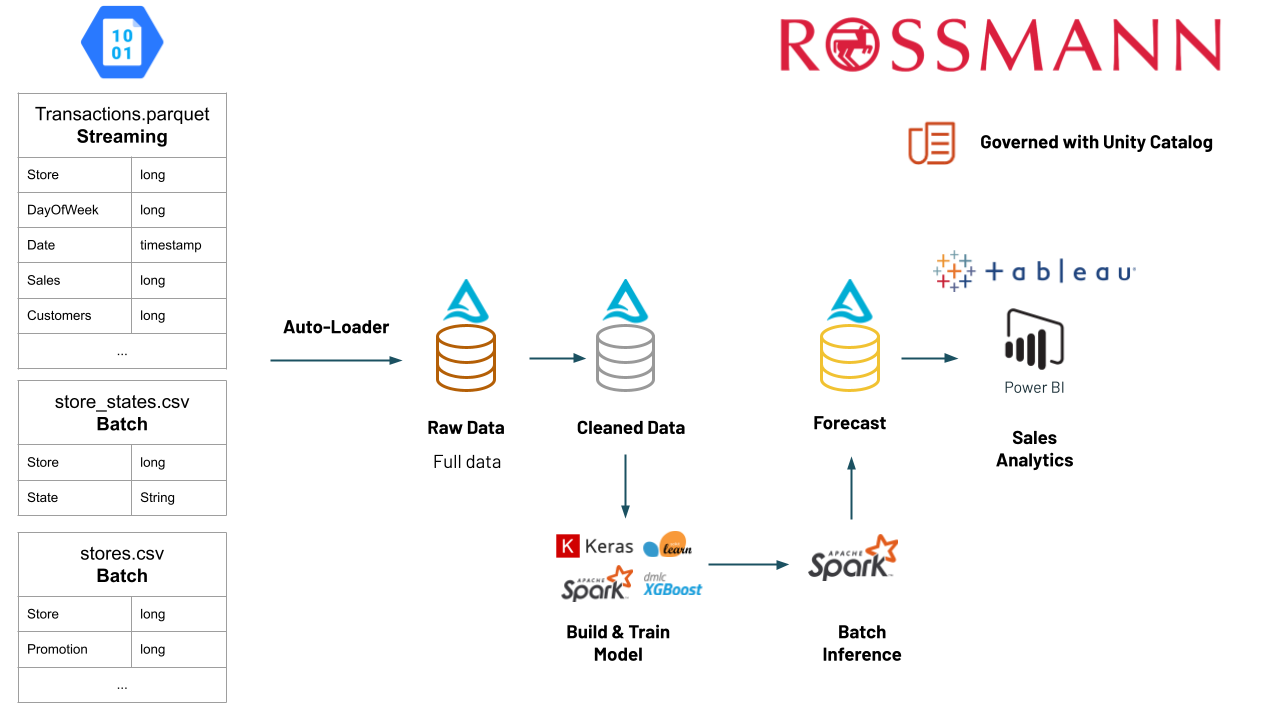 10
01
ROSSMANN
Transactions.parquet
Streaming
Store long
DayOfWeek long
Date timestamp
Sales long
Customers long
...
store_states.csv
Batch
Store long
State String
stores.csv
Batch
Store long
Promotion long
...
Governed with Unity Catalog
Auto-Loader
Raw Data
Full data
Cleaned Data
K Keras
learn
APACHE
Spark™
dmlc
XGBoost
Build & Train
Model
APACHE
Spark™
Batch
Inference
Forecast
+ a b l e a u
Power BI
Sales
Analytics